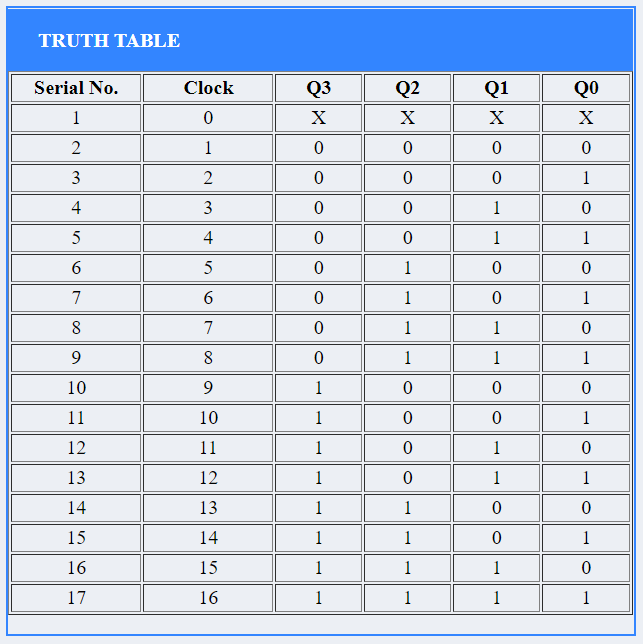 TRUTH TABLE
Serial No. Clock Q3 Q2 Q1 Q0
1 0 X X X X
2 1 0 0 0 0
3 2 0 0 0 1
4 3 0 0 1 0
5 4 0 0 1 1
6 5 0 1 0 0
7 6 0 1 0 1
8 7 0 1 1 0
9 8 0 1 1 1
10 9 1 0 0 0
11 10 1 0 0 1
12 11 1 0 1 0
13 12 1 0 1 1
14 13 1 1 0 0
15 14 1 1 0 1
16 15 1 1 1 0
17 16 1 1 1 1